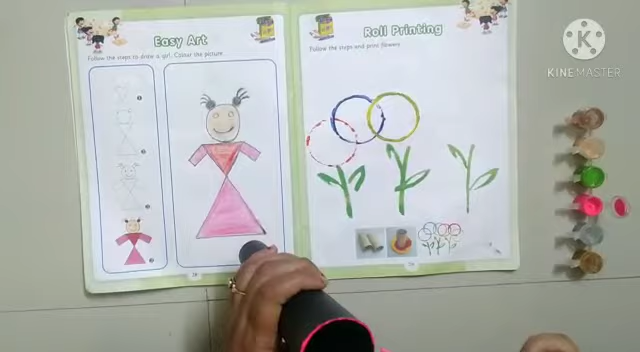 Easy Art
Follow the steps to draw a girl. Colour the picture.
Roll Printing
Follow the steps and print flowers.
KINEMASTER